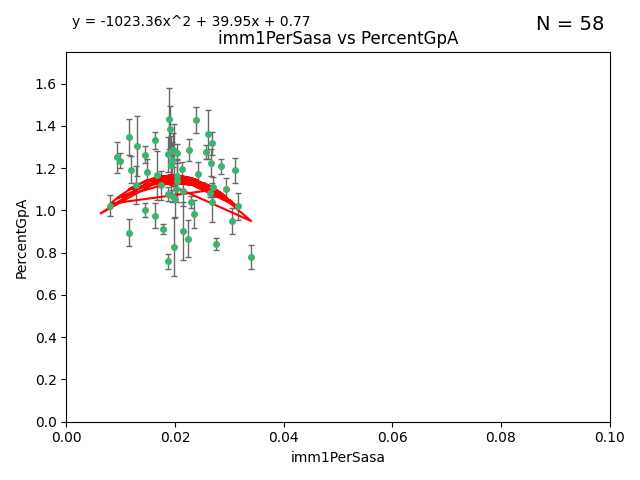 y = -1023.36x^2 + 39.95x + 0.77
N = 58
imm1PerSasa vs PercentGpA
1.6
1.4
1.2
1.0
0.8
0.6
0.4
0.2
0.0
PercentGpA
0.00 0.02 0.04 0.06 0.08 0.10
imm1PerSasa